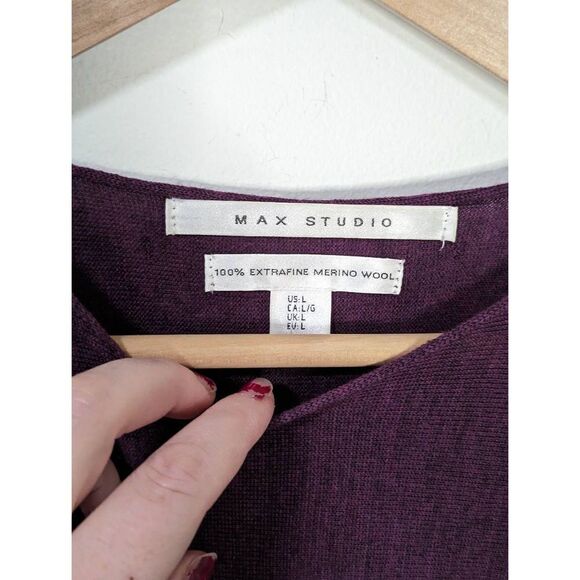 MAX STUDIO
100% EXTRAFINE MERINO WOOL
US:L
CA:L/G
UK:L
EU:L